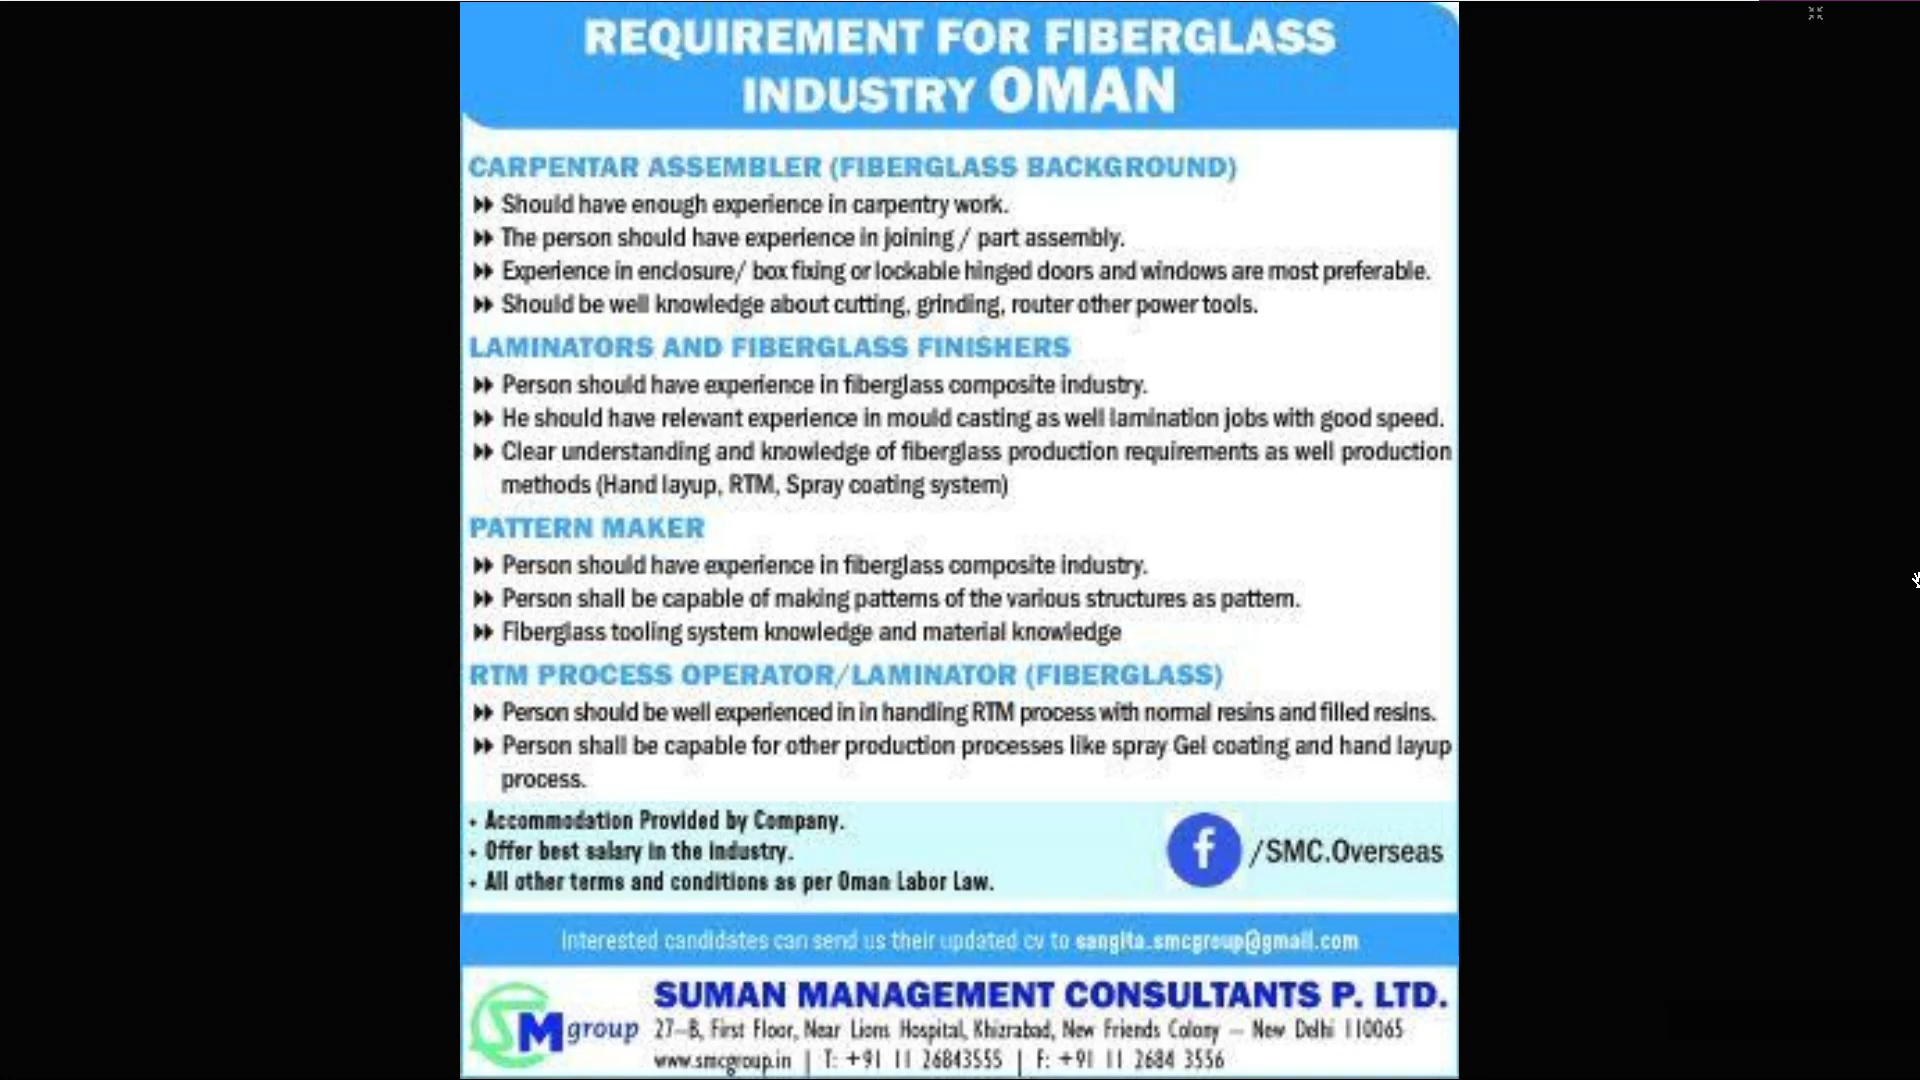 REQUIREMENT FOR FIBERGLASS
INDUSTRY OMAN
CARPENTAR ASSEMBLER (FIBERGLASS BACKGROUND)
Should have enough experience in carpentry work.
The person should have experience in joining / part assembly.
Experience in enclosure/ box fixing or lockable hinged doors and windows are most preferable.
Should be well knowledge about cutting, grinding, router other power tools.
LAMINATORS AND FIBERGLASS FINISHERS
Person should have experience in fiberglass composite industry.
He should have relevant experience in mould casting as well lamination jobs with good speed.
Clear understanding and knowledge of fiberglass production requirements as well production
methods (Hand layup, RTM, Spray coating system)
PATTERN MAKER
Person should have experience in fiberglass composite industry.
Person shall be capable of making patterns of the various structures as pattern.
Fiberglass tooling system knowledge and material knowledge
RTM PROCESS OPERATOR/LAMINATOR (FIBERGLASS)
Person should be well experienced in in handling RTM process with normal resins and filled resins.
Person shall be capable for other production processes like spray Gel coating and hand layup
process.
• Accommodation Provided by Company.
• Offer best salary in the industry.
• All other terms and conditions as per Oman Labor Law.
f /SMC.Overseas
Interested candidates can send us their updated cv to sangita.smcgroup@gmail.com
SM group
SUMAN MANAGEMENT CONSULTANTS P. LTD.
27–B, First Floor, Near Lions Hospital, Khizrabad, New Friends Colony – New Delhi 110065
www.smcgroup.in | T: +91 11 26843555 | F: +91 11 2684 3556